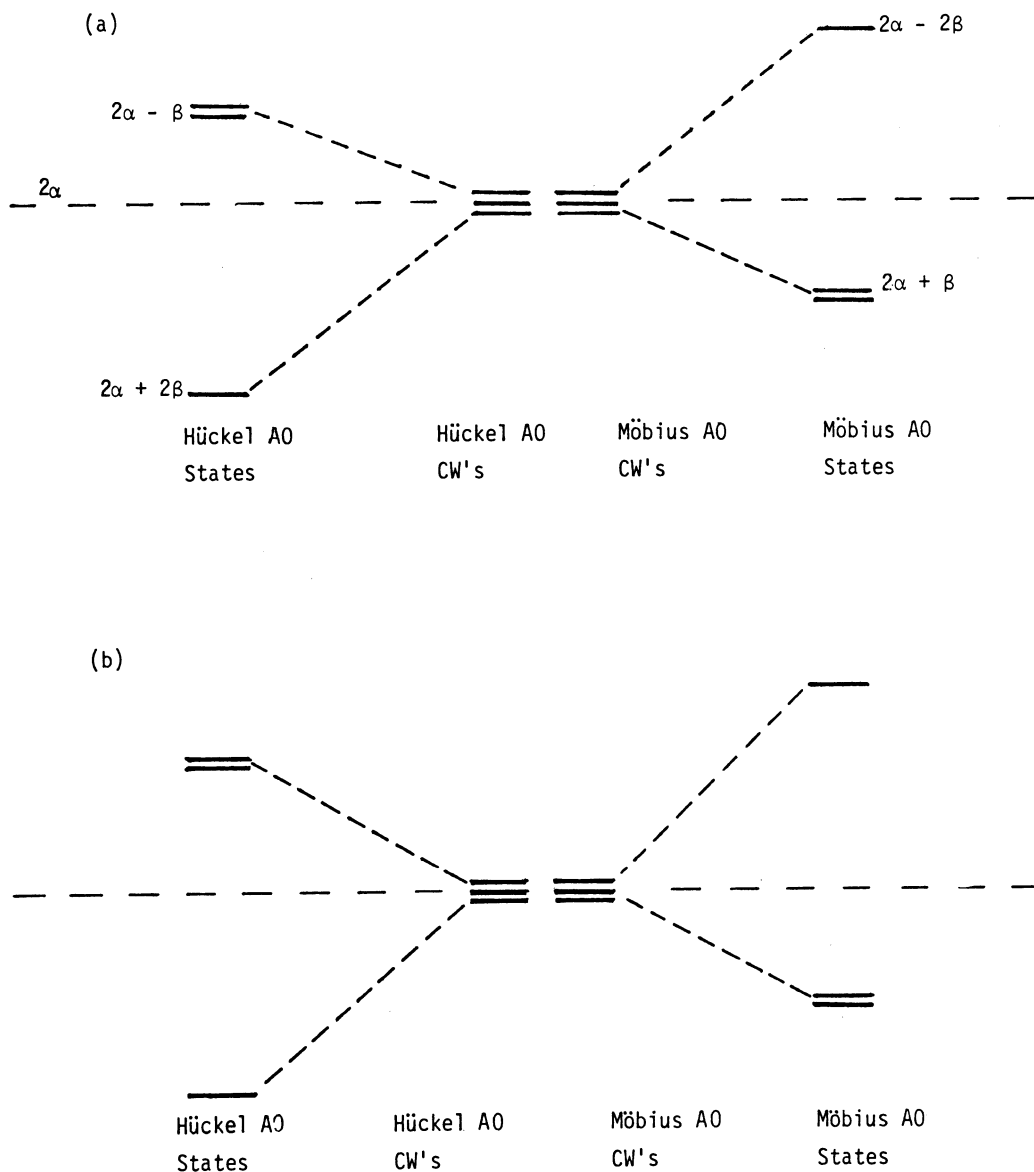 (a)
2α - 2β
2α - β
2α
2α + β
2α + 2β
Hückel AO
States
Hückel AO
CW's
Möbius AO
CW's
Möbius AO
States
(b)
Hückel AO
States
Hückel AO
CW's
Möbius AO
CW's
Möbius AO
States